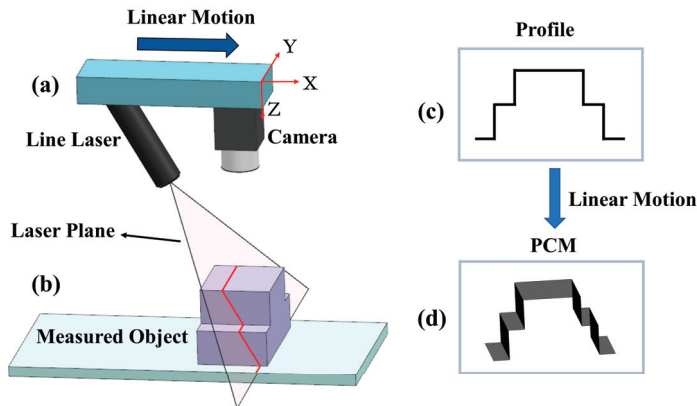 Linear Motion
Y
X
Z
(a)
Line Laser
Camera
Laser Plane
(b)
Measured Object
Profile
(c)
Linear Motion
PCM
(d)